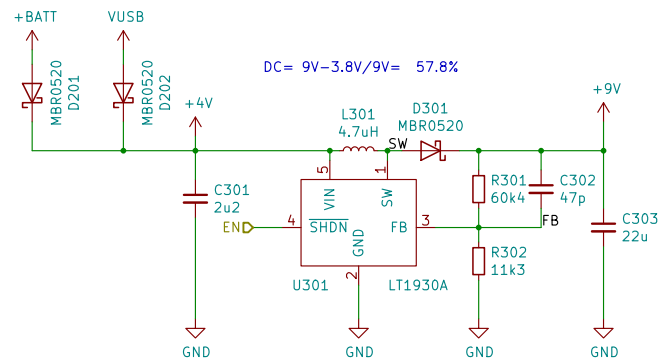 +BATT
VUSB
DC= 9V-3.8V/9V= 57.8%
MBR0520
D201
MBR0520
D202
+4V
+9V
L301
4.7uH
SW
D301
MBR0520
5
VIN
1
SW
R301
60k4
C302
47p
C301
2u2
EN
4
SHDN
FB
3
FB
GND
C303
22u
2
U301
LT1930A
R302
11k3
GND
GND
GND
GND